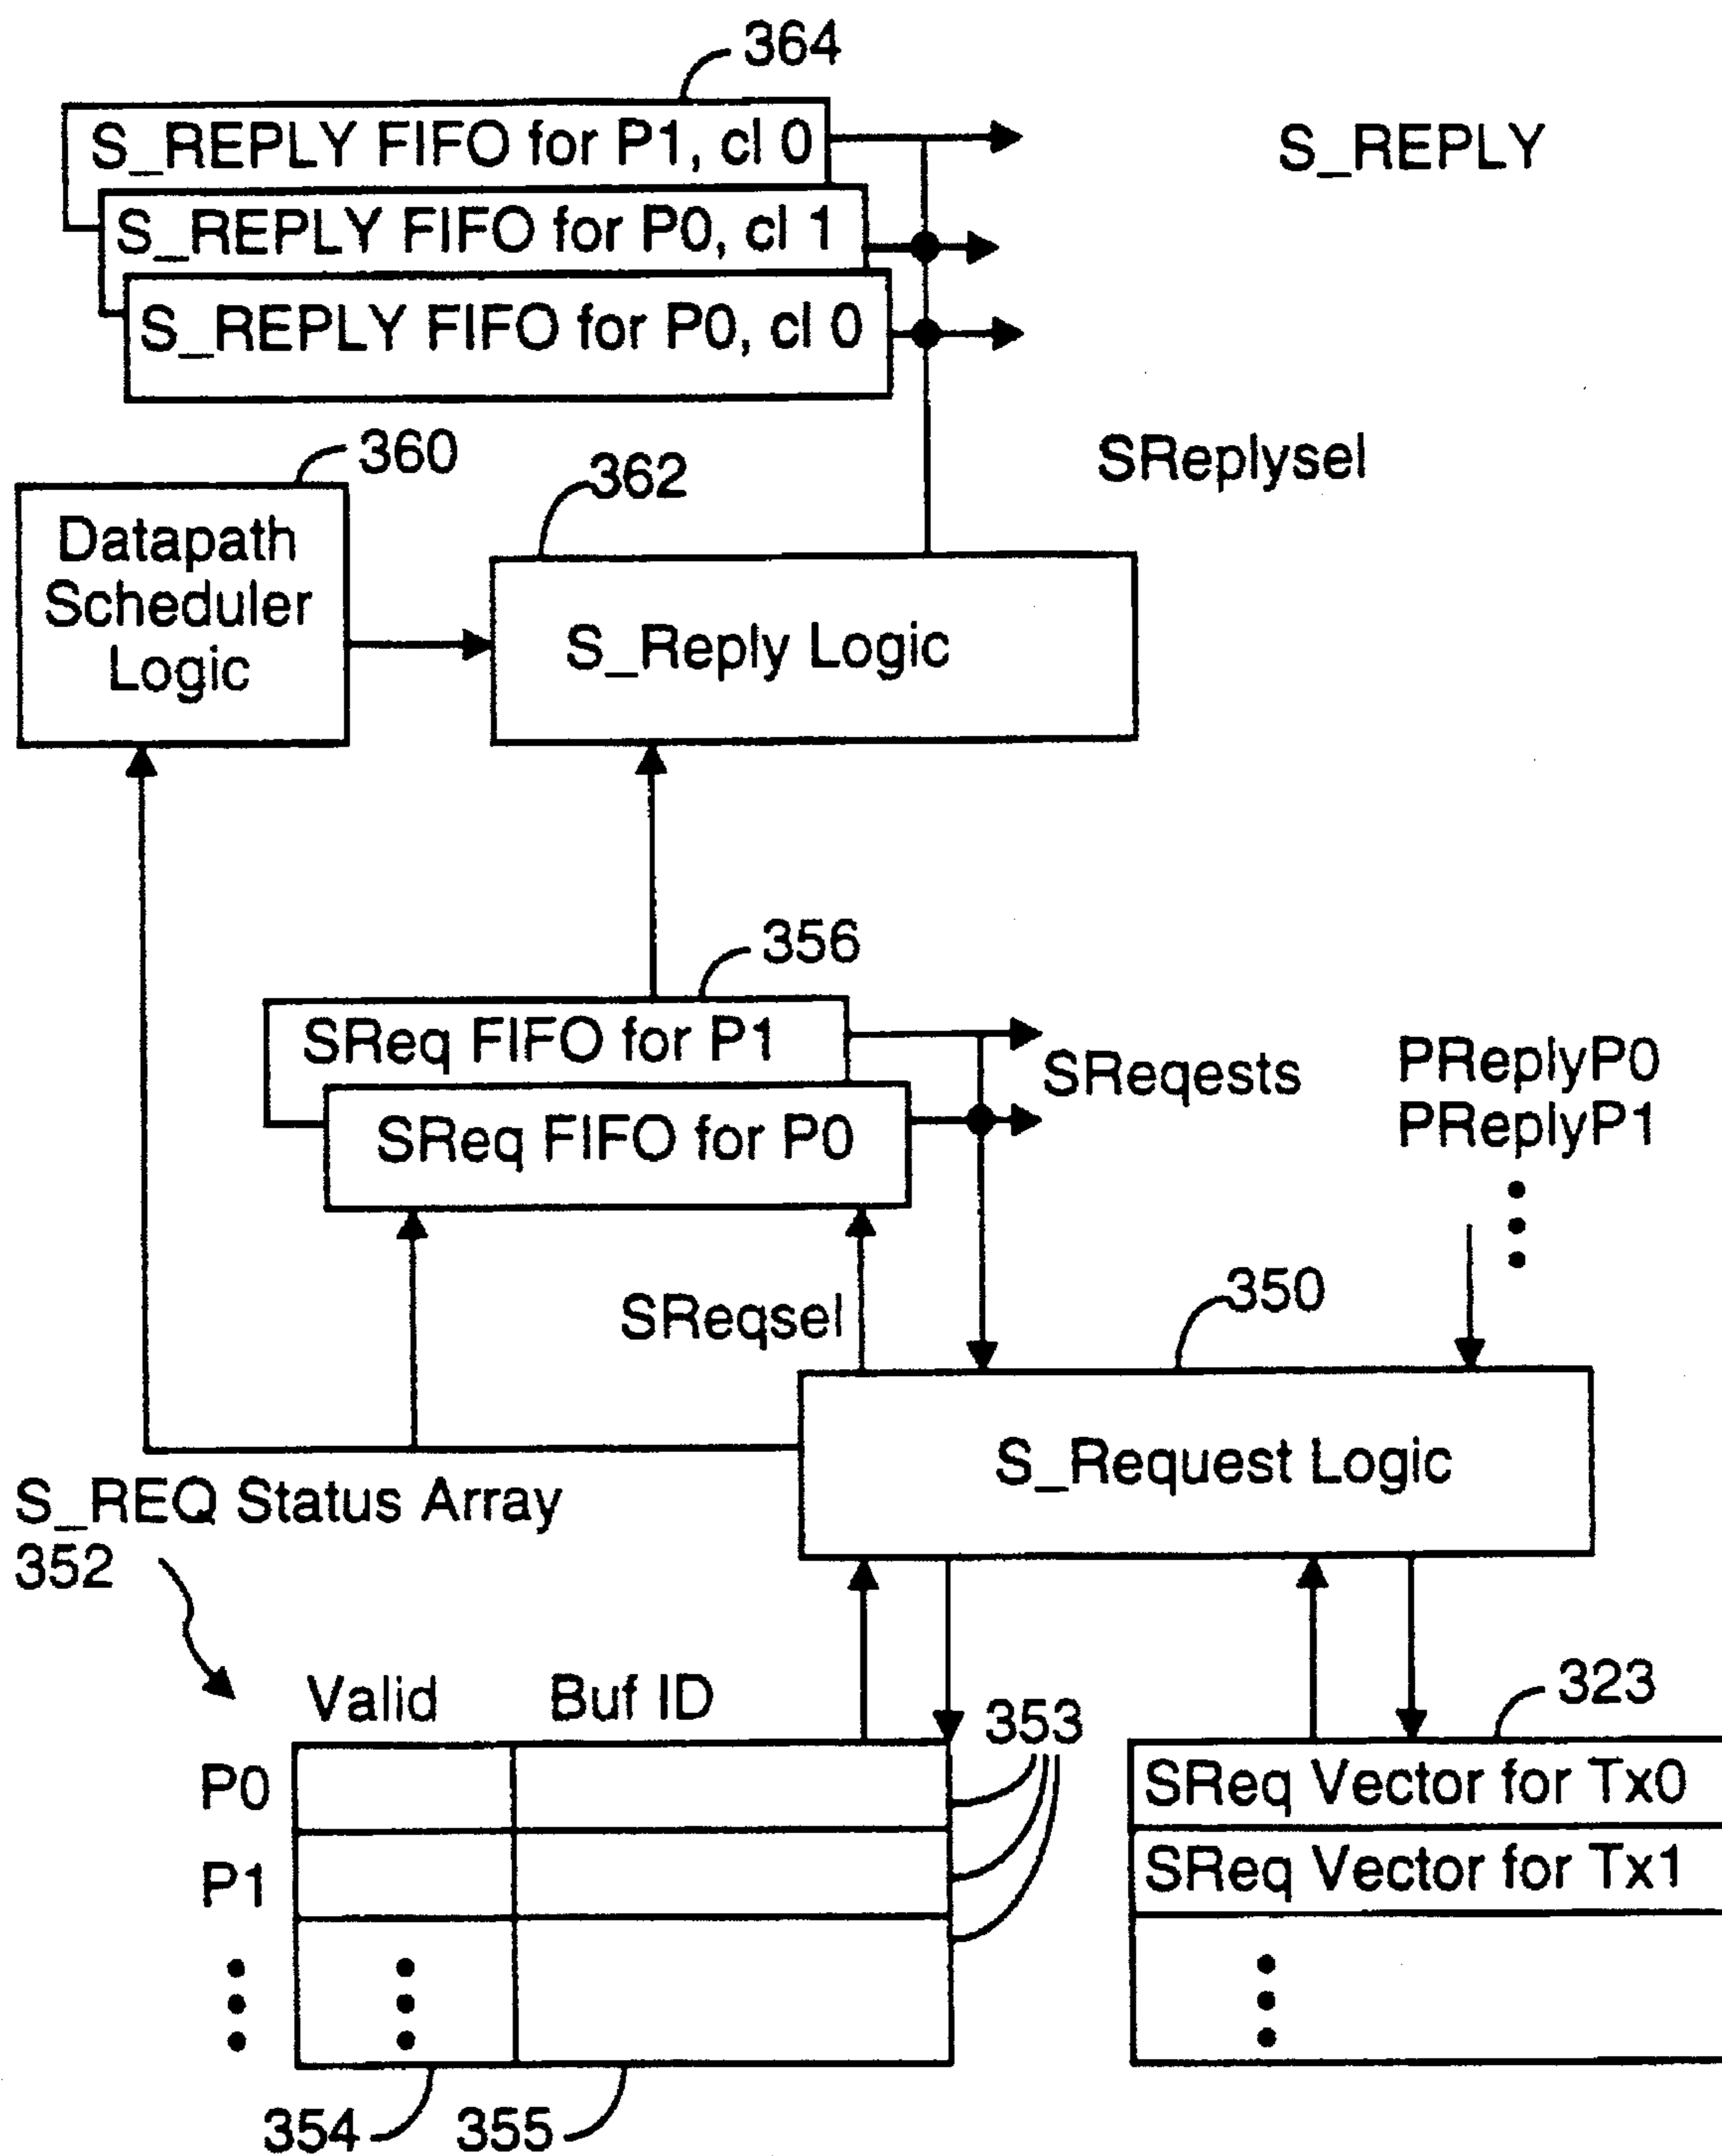 364
S_REPLY FIFO for P1, cl 0
S_REPLY
S_REPLY FIFO for P0, cl 1
S_REPLY FIFO for P0, cl 0
360
SReplysel
362
Datapath
Scheduler
Logic
S_Reply Logic
356
SReq FIFO for P1
SReqests
PReplyP0
SReq FIFO for P0
PReplyP1
SReqsel
350
S_Request Logic
S_REQ Status Array
352
Valid
Buf ID
353
323
P0
SReq Vector for Tx0
P1
SReq Vector for Tx1
354
355